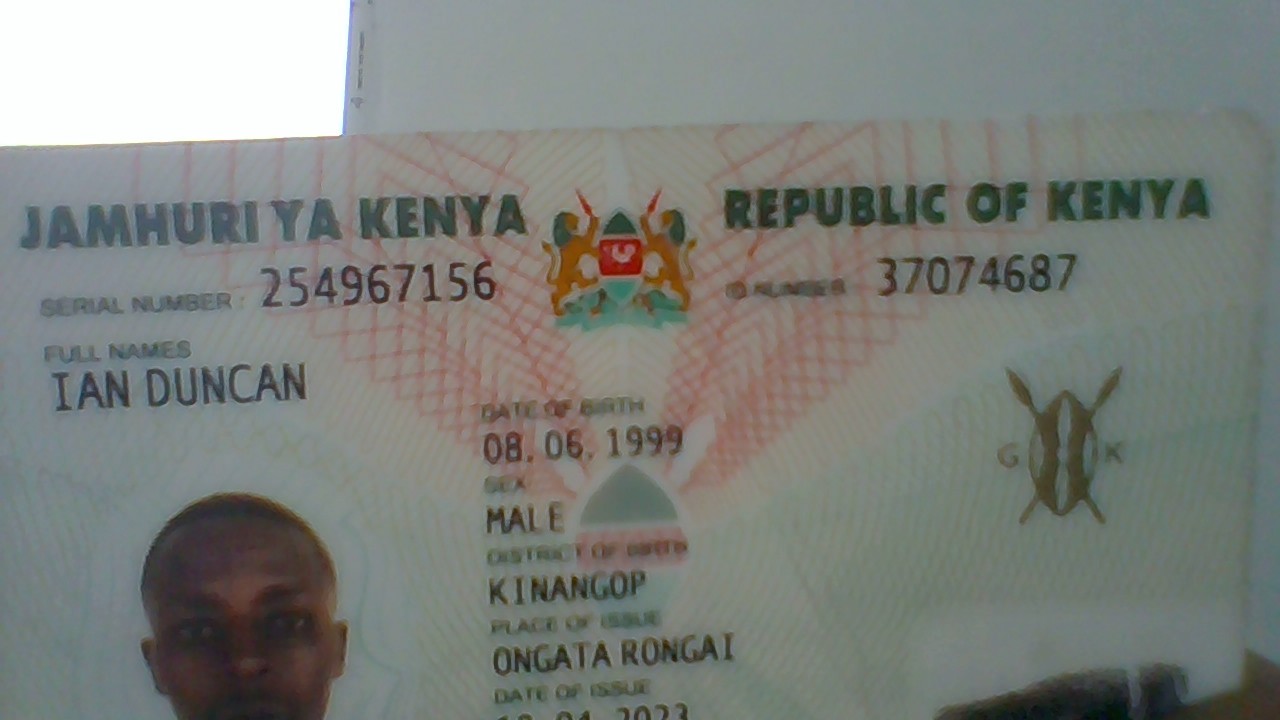 JAMHURI YA KENYA
REPUBLIC OF KENYA
SERIAL NUMBER: 254967156
ID NUMBER 37074687
FULL NAMES
IAN DUNCAN
DATE OF BIRTH
08. 06. 1999
SEX
MALE
G K
DISTRICT OF BIRTH
KINANGOP
PLACE OF ISSUE
ONGATA RONGAI
DATE OF ISSUE